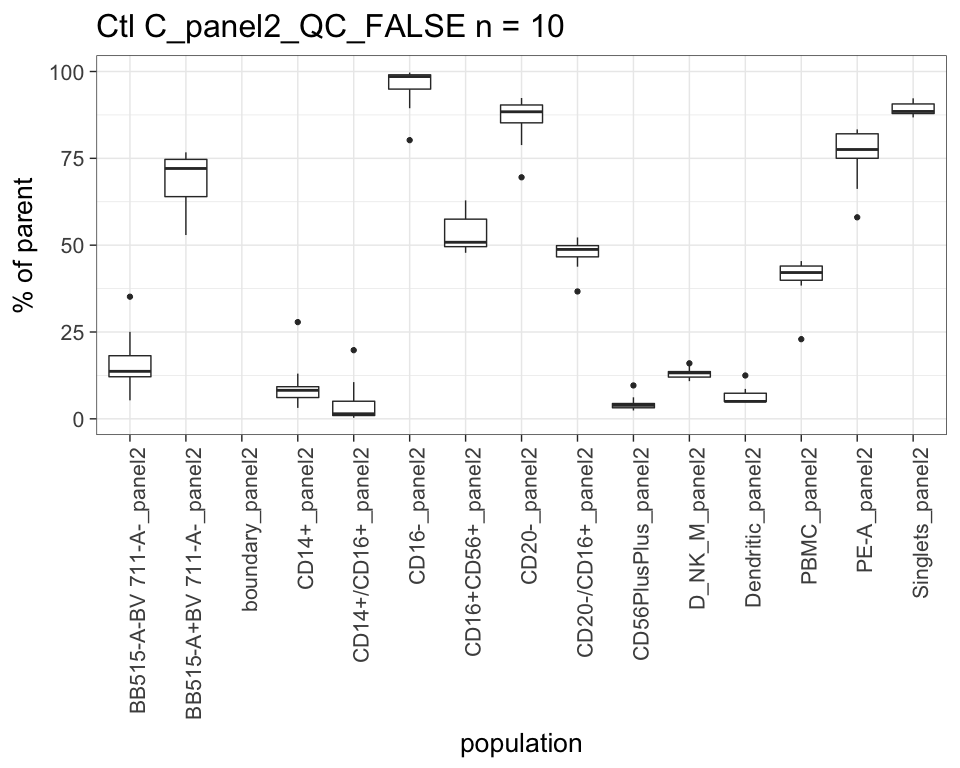 Ctl C_panel2_QC_FALSE n = 10
% of parent
100
75
50
25
0
BB515-A-BV 711-A-_panel2
BB515-A+BV 711-A-_panel2
boundary_panel2
CD14+_panel2
CD14+/CD16+_panel2
CD16-_panel2
CD16+CD56+_panel2
CD20-_panel2
CD20-/CD16+_panel2
CD56PlusPlus_panel2
D_NK_M_panel2
Dendritic_panel2
PBMC_panel2
PE-A_panel2
Singlets_panel2
population